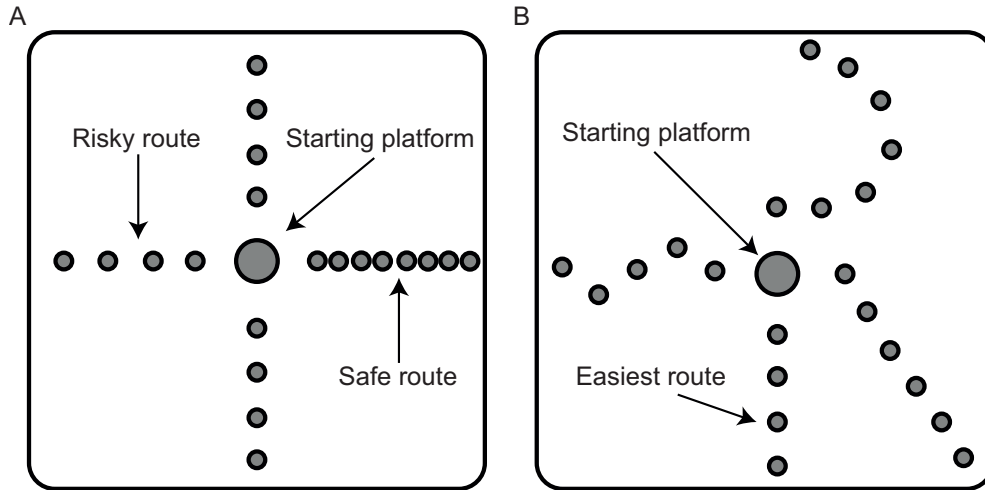 A
Risky route
Starting platform
Safe route
B
Starting platform
Easiest route